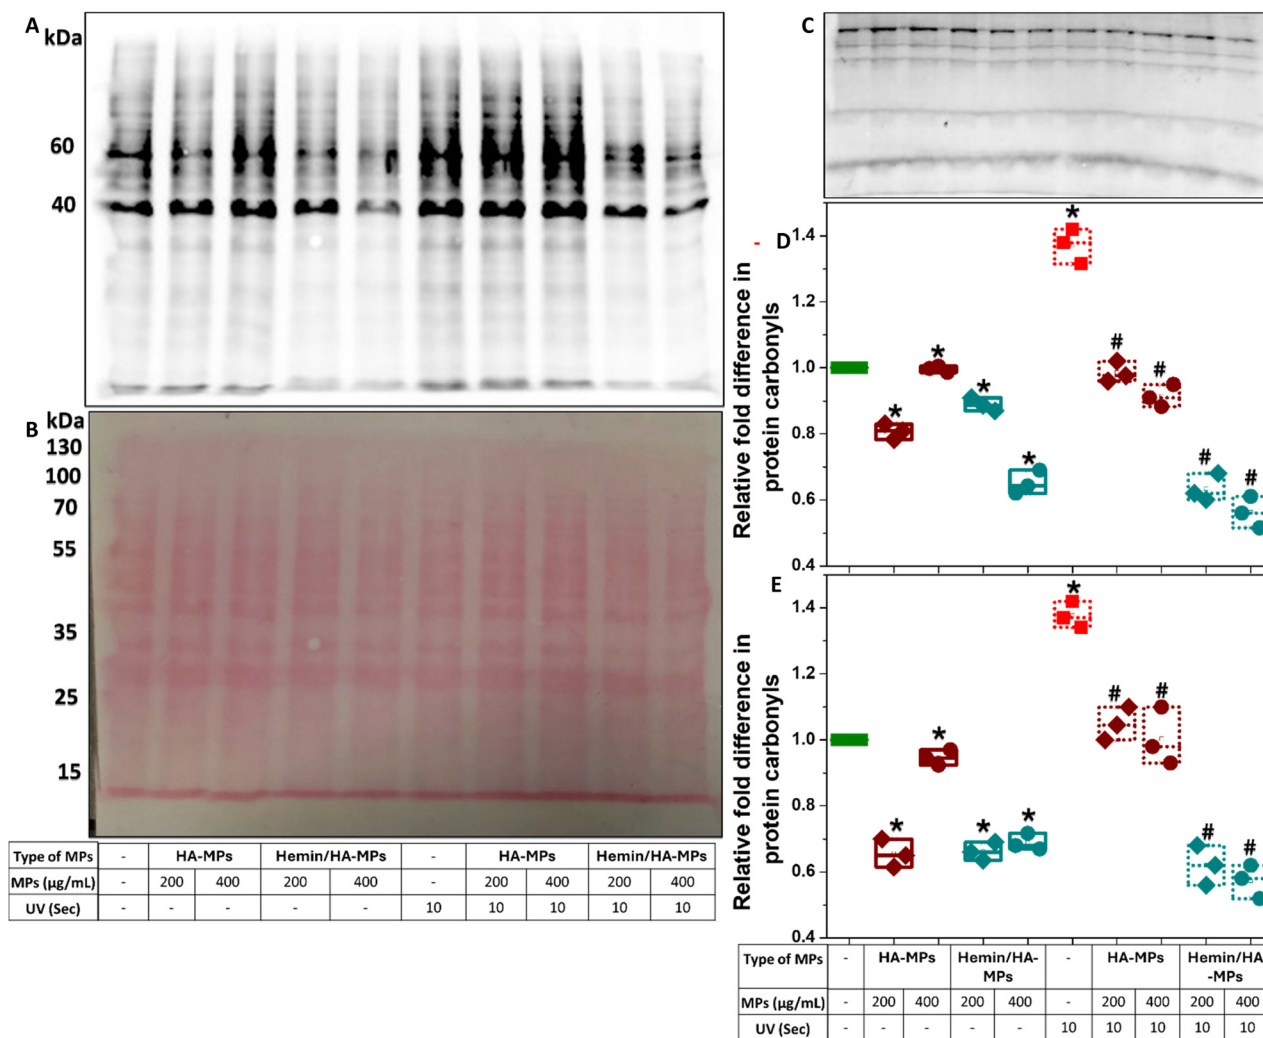 A
kDa
60
40
B
kDa
130
100
70
55
35
25
15
Type of MPs - HA-MPs Hemin/HA-MPs - HA-MPs Hemin/HA-MPs
MPs (µg/mL) - 200 400 200 400 - 200 400 200 400
UV (Sec) - - - - - 10 10 10 10 10
C
D
Relative fold difference in
protein carbonyls
1.4
1.2
1.0
0.8
0.6
0.4
*
*
*
*
*
#
#
#
#
E
Relative fold difference in
protein carbonyls
1.4
1.2
1.0
0.8
0.6
0.4
*
*
*
*
*
#
#
#
#
Type of MPs - HA-MPs Hemin/HA- - HA-MPs Hemin/HA
MPs -MPs
MPs (µg/mL) - 200 400 200 400 - 200 400 200 400
UV (Sec) - - - - - 10 10 10 10 10